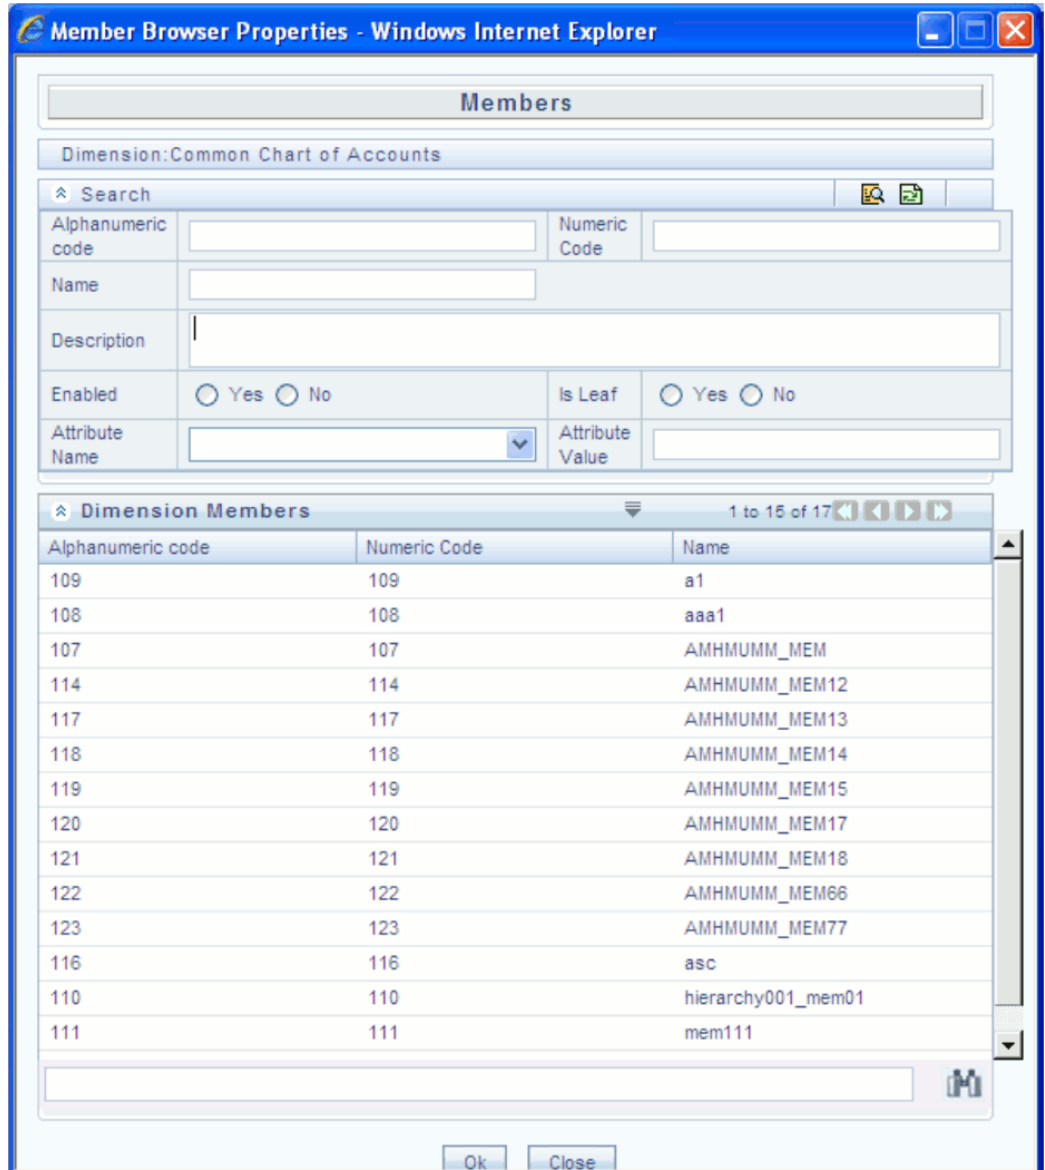 Member Browser Properties - Windows Internet Explorer
Members
Dimension:Common Chart of Accounts
Search
Alphanumeric code Numeric Code
Name
Description
Enabled Yes No Is Leaf Yes No
Attribute Name Attribute Value
Dimension Members 1 to 15 of 17
Alphanumeric code Numeric Code Name
109 109 a1
108 108 aaa1
107 107 AMHMUMM_MEM
114 114 AMHMUMM_MEM12
117 117 AMHMUMM_MEM13
118 118 AMHMUMM_MEM14
119 119 AMHMUMM_MEM15
120 120 AMHMUMM_MEM17
121 121 AMHMUMM_MEM18
122 122 AMHMUMM_MEM66
123 123 AMHMUMM_MEM77
116 116 asc
110 110 hierarchy001_mem01
111 111 mem111
Ok Close